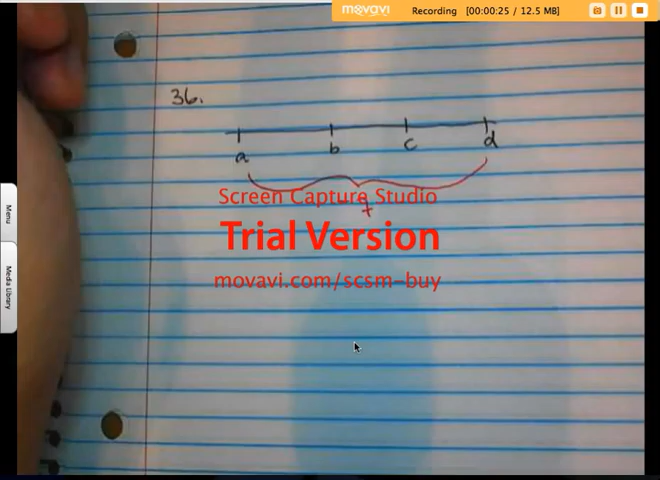 movavi Recording [00:00:25 / 12.5 MB]
36.
a b c d
Screen Capture Studio
Trial Version
movavi.com/scsm-buy
Menu
Media Library